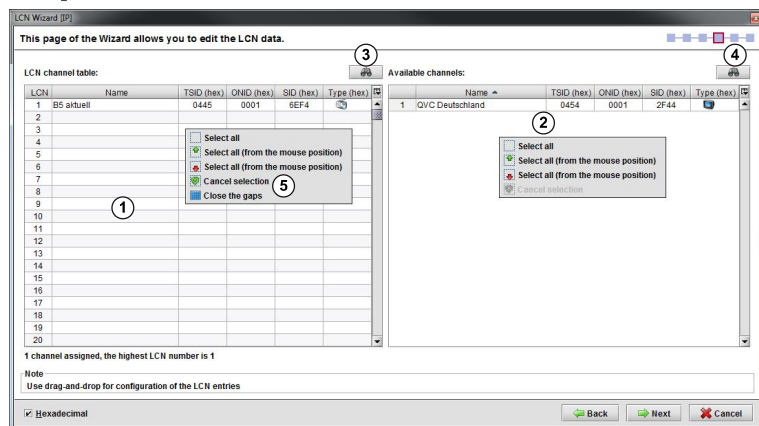 LCN Wizard [IP]
This page of the Wizard allows you to edit the LCN data.
3
4
LCN channel table:
Available channels:
LCN Name TSID (hex) ONID (hex) SID (hex) Type (hex)
1 B5 aktuell 0445 0001 6EF4
2
3
4
5
6
7
8
9
10
11
12
13
14
15
16
17
18
19
20
Select all
Select all (from the mouse position)
Select all (from the mouse position)
Cancel selection
5
Close the gaps
1
Name TSID (hex) ONID (hex) SID (hex) Type (hex)
1 QVC Deutschland 0454 0001 2F44
2
Select all
Select all (from the mouse position)
Select all (from the mouse position)
Cancel selection
1 channel assigned, the highest LCN number is 1
Note
Use drag-and-drop for configuration of the LCN entries
Hexadecimal
Back
Next
Cancel